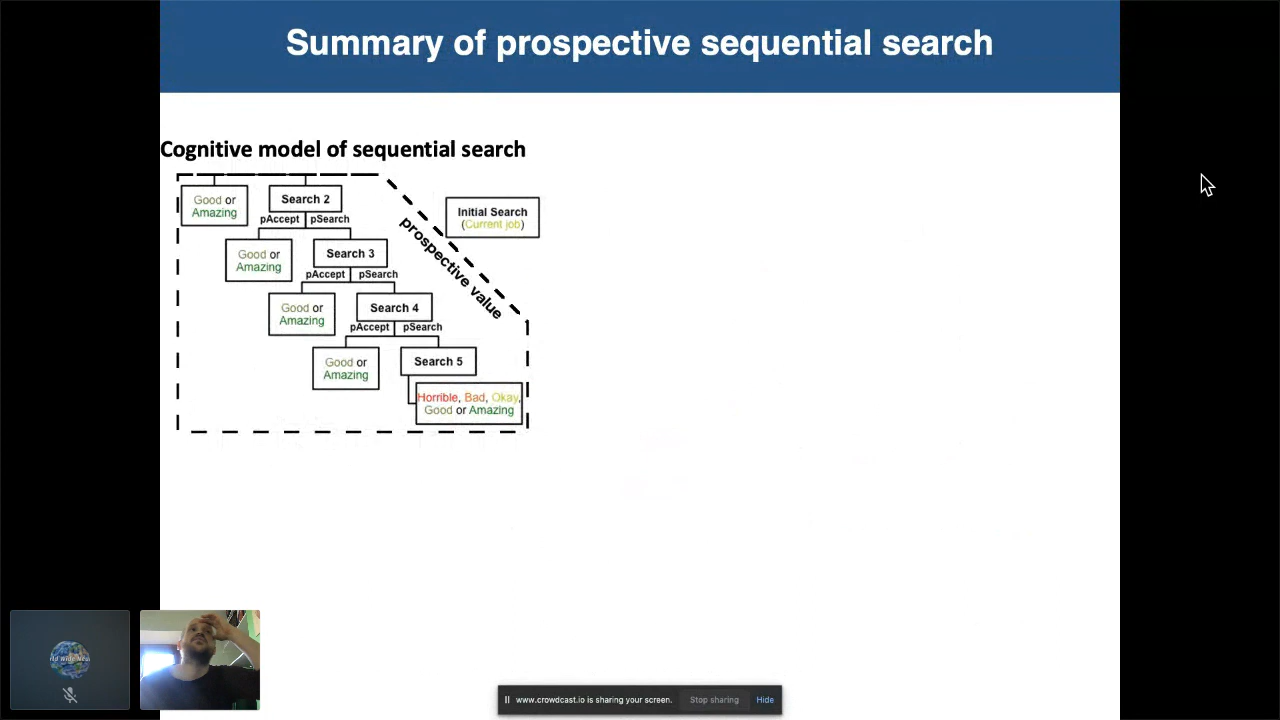 Summary of prospective sequential search
Cognitive model of sequential search
Good or
Amazing
Search 2
pAccept pSearch
Initial Search
(Current job)
prospective value
Good or
Amazing
Search 3
pAccept pSearch
Good or
Amazing
Search 4
pAccept pSearch
Good or
Amazing
Search 5
Horrible, Bad, Okay,
Good or Amazing
www.crowdcast.io is sharing your screen.
Stop sharing
Hide